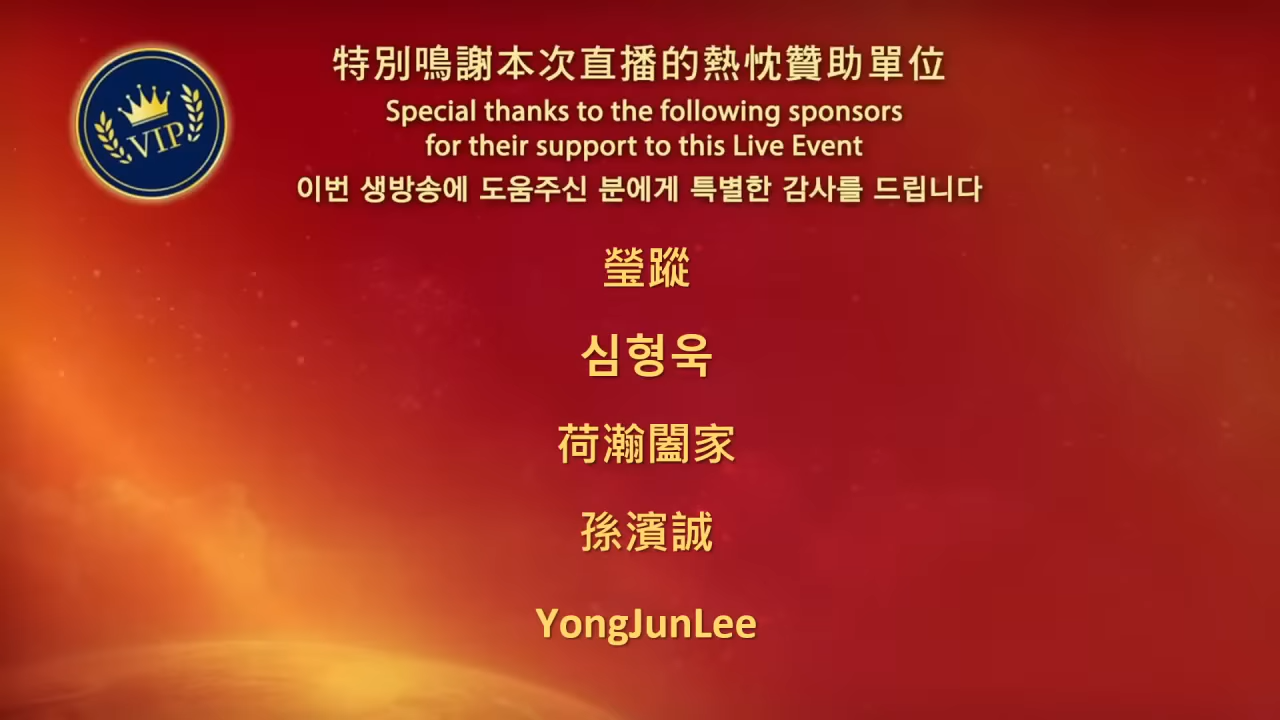 VIP
特別鳴謝本次直播的熱忱贊助單位
Special thanks to the following sponsors
for their support to this Live Event
이번 생방송에 도움주신 분에게 특별한 감사를 드립니다
瑩蹤
심형욱
荷瀚闔家
孫濱誠
YongJunLee